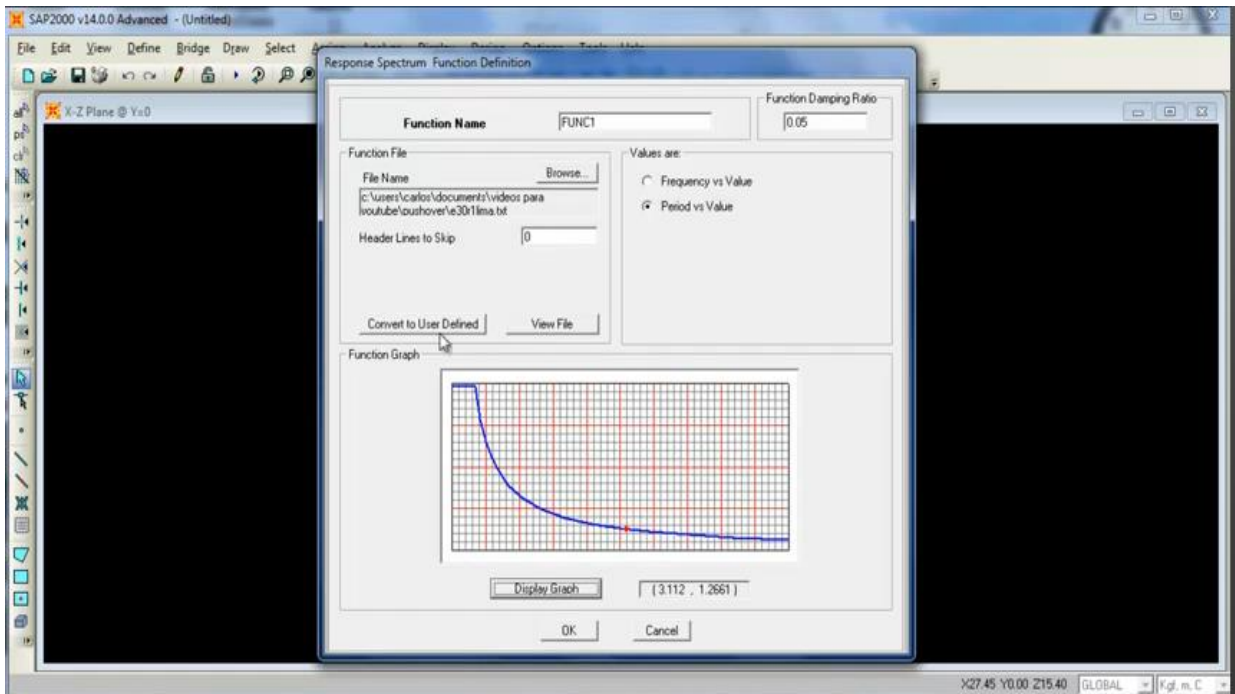 SAP2000 v14.0.0 Advanced - (Untitled)
File Edit View Define Bridge Draw Select
Response Spectrum Function Definition
X-Z Plane @ Y=0
Function Name
FUNC1
Function Damping Ratio
0.05
Function File
File Name
Browse...
c:\users\carlos\documents\videos para
\youtube\pushover\e30r1lima.txt
Header Lines to Skip
0
Convert to User Defined
View File
Values are:
Frequency vs Value
Period vs Value
Function Graph
Display Graph
(3.112 , 1.2661)
OK
Cancel
X27.45 Y0.00 Z15.40
GLOBAL
Kgf, m, C